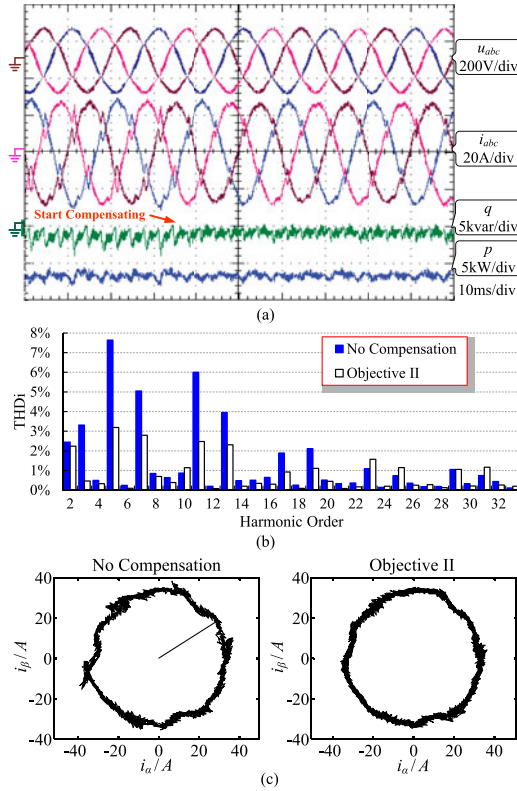 (a)
u_abc
200V/div
i_abc
20A/div
Start Compensating
q
5kvar/div
p
5kW/div
10ms/div
(a)
8%
7%
6%
5%
4%
3%
2%
1%
0%
THDi
No Compensation
Objective II
2 4 6 8 10 12 14 16 18 20 22 24 26 28 30 32
Harmonic Order
(b)
No Compensation
40
20
0
-20
-40
i_β / A
-40 -20 0 20 40
i_α / A
Objective II
40
20
0
-20
-40
i_β / A
-40 -20 0 20 40
i_α / A
(c)